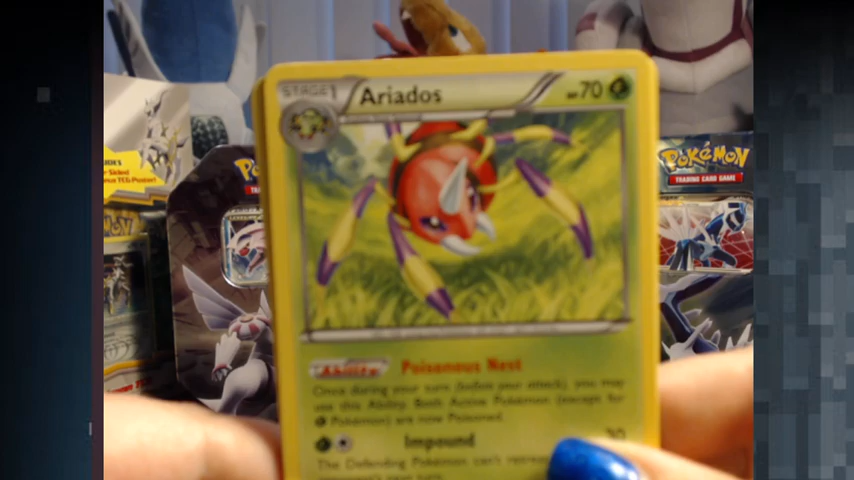 STAGE 1 Ariados HP70
Ability Poisonous Nest
Once during your turn (before your attack), you may
use this Ability. Both Active Pokémon (except for
Pokémon) are now Poisoned.
Impound 20
The Defending Pokémon can't retreat
Pokémon
TRADING CARD GAME